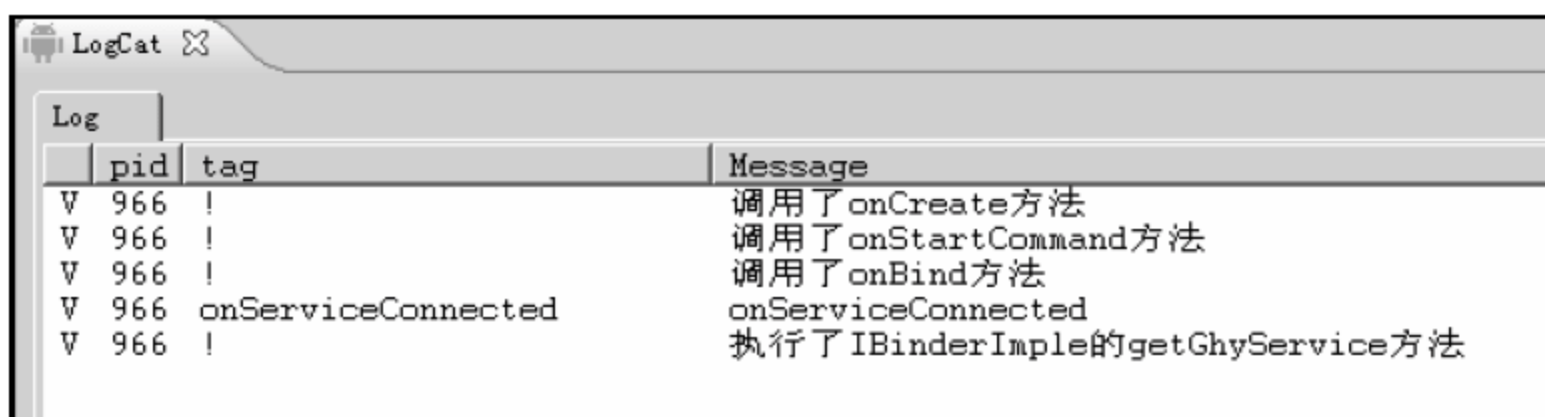 LogCat
Log
pid tag Message
V 966 ! 调用了onCreate方法
V 966 ! 调用了onStartCommand方法
V 966 ! 调用了onBind方法
V 966 onServiceConnected onServiceConnected
V 966 ! 执行了IBinderImple的getGhyService方法